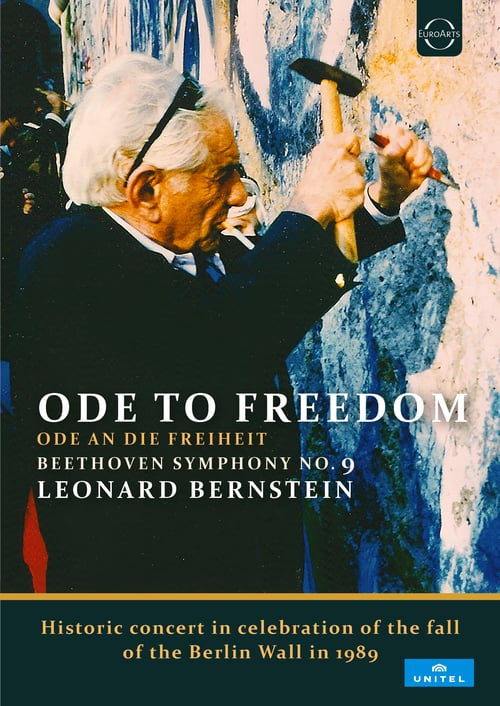 EUROARTS
ODE TO FREEDOM
ODE AN DIE FREIHEIT
BEETHOVEN SYMPHONY NO. 9
LEONARD BERNSTEIN
Historic concert in celebration of the fall
of the Berlin Wall in 1989
UNITEL